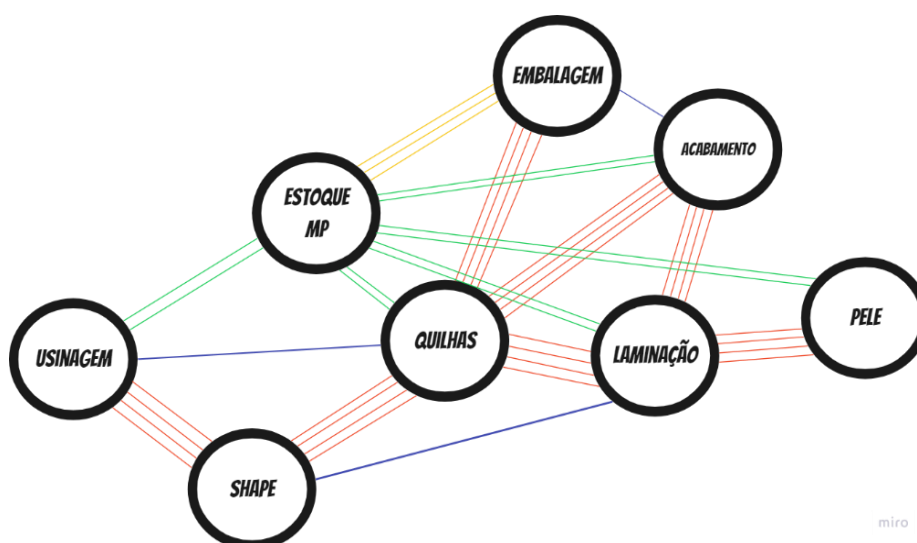 EMBALAGEM
ACABAMENTO
ESTOQUE
MP
PELE
QUILHAS
LAMINAÇÃO
USINAGEM
SHAPE
miro